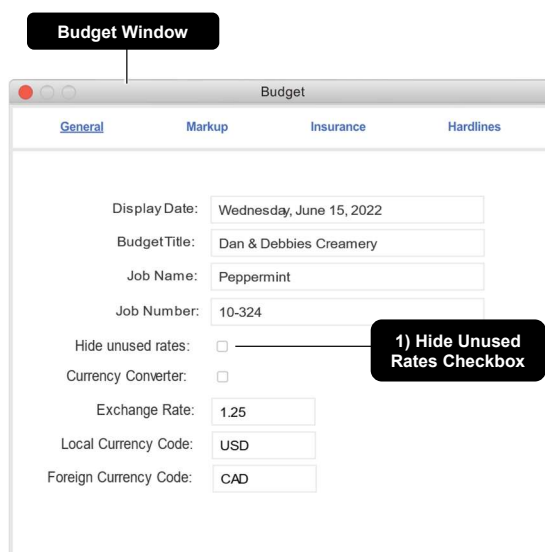 Budget Window
Budget
General Markup Insurance Hardlines
Display Date: Wednesday, June 15, 2022
Budget Title: Dan & Debbies Creamery
Job Name: Peppermint
Job Number: 10-324
Hide unused rates:
1) Hide Unused
Rates Checkbox
Currency Converter:
Exchange Rate: 1.25
Local Currency Code: USD
Foreign Currency Code: CAD